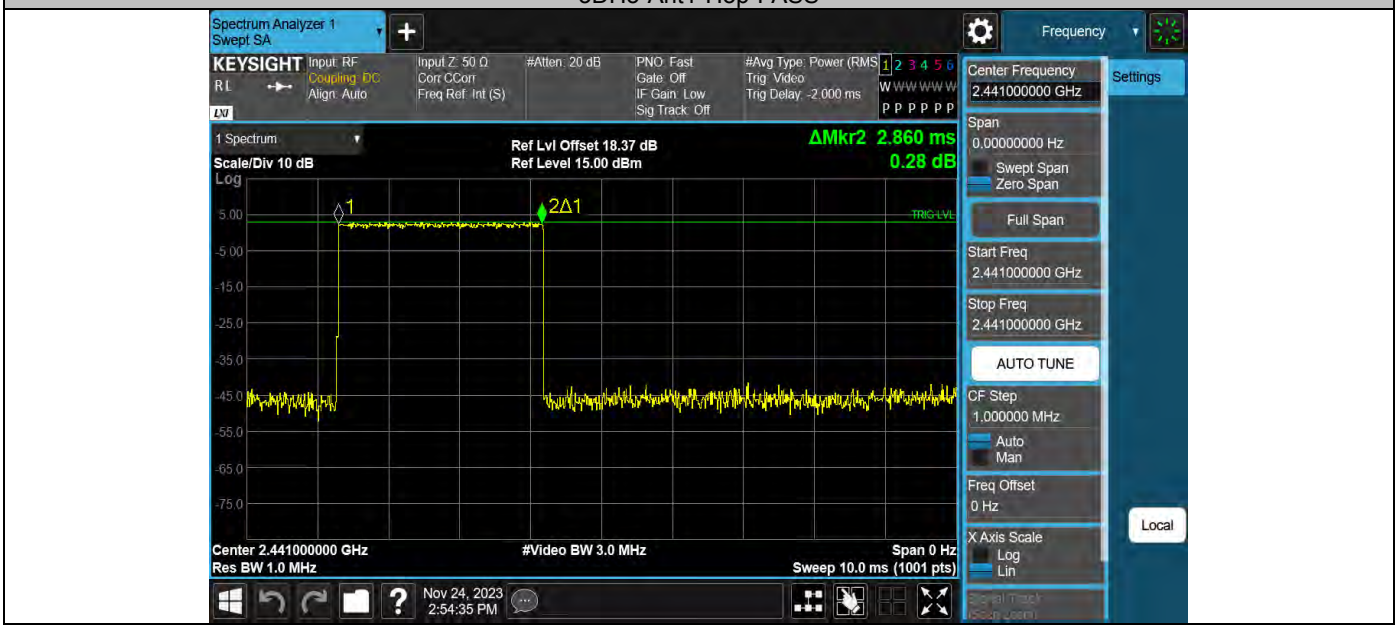 Spectrum Analyzer 1
Swept SA
+
Frequency
KEYSIGHT
RL
LXI
Input: RF
Coupling: DC
Align: Auto
Input Z: 50 Ω
Corr CCorr
Freq Ref: Int (S)
#Atten: 20 dB
PNO: Fast
Gate: Off
IF Gain: Low
Sig Track: Off
#Avg Type: Power (RMS
Trig: Video
Trig Delay: -2.000 ms
1 2 3 4 5 6
W W W W W W
P P P P P P
Center Frequency
2.441000000 GHz
Settings
1 Spectrum
Scale/Div 10 dB
Log
Ref Lvl Offset 18.37 dB
Ref Level 15.00 dBm
ΔMkr2 2.860 ms
0.28 dB
Span
0.00000000 Hz
Swept Span
Zero Span
1
2Δ1
TRIG LVL
5.00
-5.00
-15.0
-25.0
-35.0
-45.0
-55.0
-65.0
-75.0
Full Span
Start Freq
2.441000000 GHz
Stop Freq
2.441000000 GHz
AUTO TUNE
CF Step
1.000000 MHz
Auto
Man
Freq Offset
0 Hz
X Axis Scale
Log
Lin
Local
Center 2.441000000 GHz
Res BW 1.0 MHz
#Video BW 3.0 MHz
Span 0 Hz
Sweep 10.0 ms (1001 pts)
?
Nov 24, 2023
2:54:35 PM